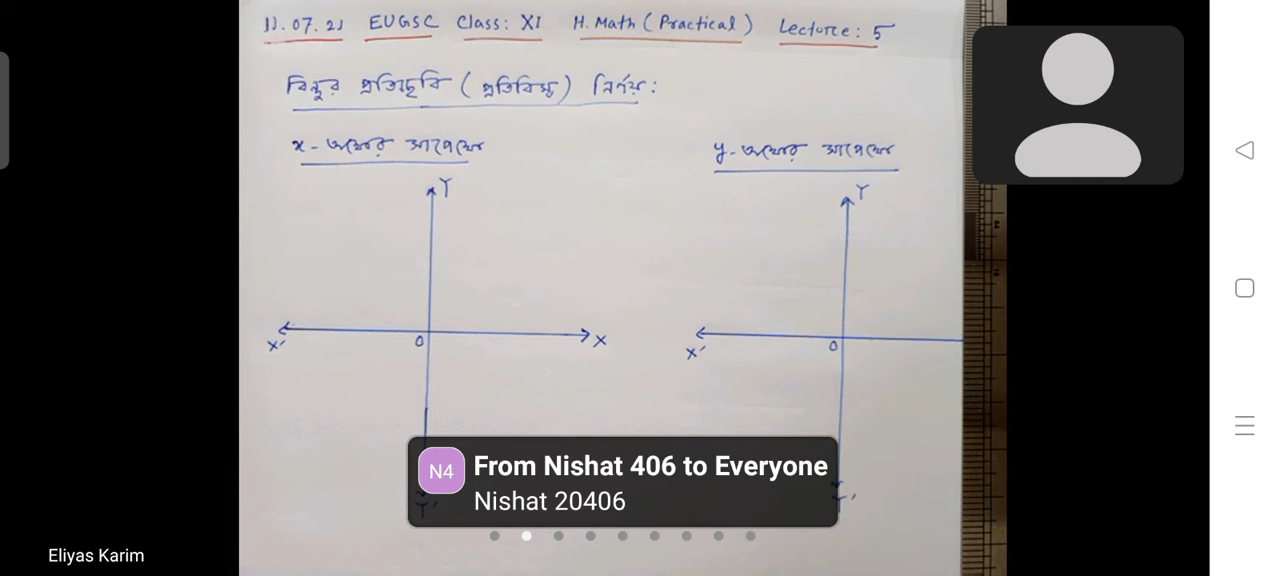 11.07.21 EUGSC Class: XI H. Math (Practical) Lecture: 5
বিন্দুর প্রতিচ্ছবি (প্রতিবিম্ব) নির্ণয়:
x-অক্ষের সাপেক্ষে
y-অক্ষের সাপেক্ষে
Y
Y
X' O X
X' O
N4 From Nishat 406 to Everyone
Nishat 20406
Y'
Y'
Eliyas Karim